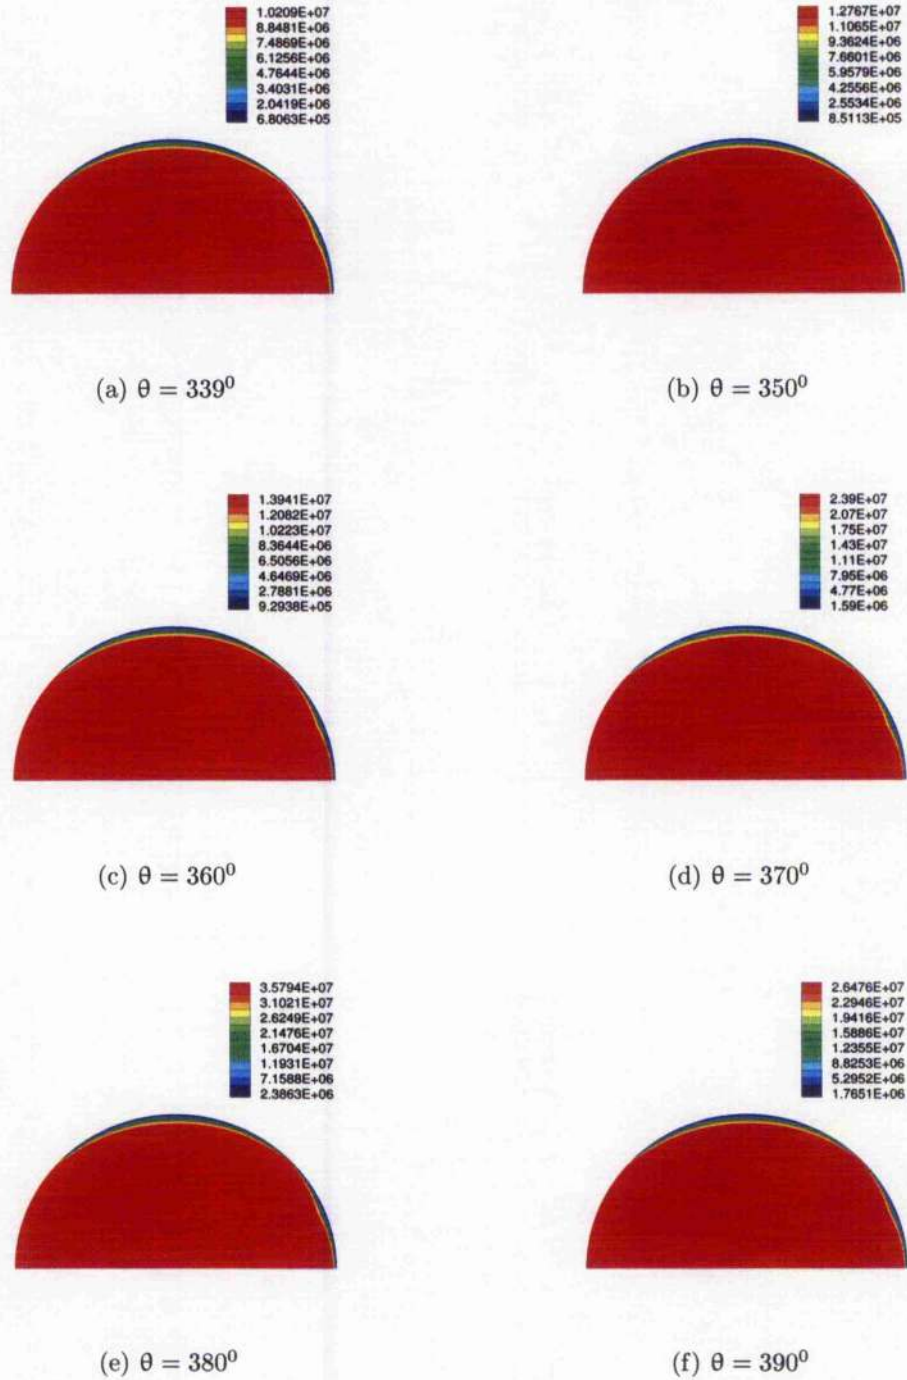 1.0209E+07
8.8481E+06
7.4869E+06
6.1256E+06
4.7644E+06
3.4031E+06
2.0419E+06
6.8063E+05
(a) θ = 339⁰
1.2767E+07
1.1065E+07
9.3624E+06
7.6601E+06
5.9579E+06
4.2556E+06
2.5534E+06
8.5113E+05
(b) θ = 350⁰
1.3941E+07
1.2082E+07
1.0223E+07
8.3644E+06
6.5056E+06
4.6469E+06
2.7881E+06
9.2938E+05
(c) θ = 360⁰
2.39E+07
2.07E+07
1.75E+07
1.43E+07
1.11E+07
7.95E+06
4.77E+06
1.59E+06
(d) θ = 370⁰
3.5794E+07
3.1021E+07
2.6249E+07
2.1476E+07
1.6704E+07
1.1931E+07
7.1588E+06
2.3863E+06
(e) θ = 380⁰
2.6476E+07
2.2946E+07
1.9416E+07
1.5886E+07
1.2355E+07
8.8253E+06
5.2952E+06
1.7651E+06
(f) θ = 390⁰